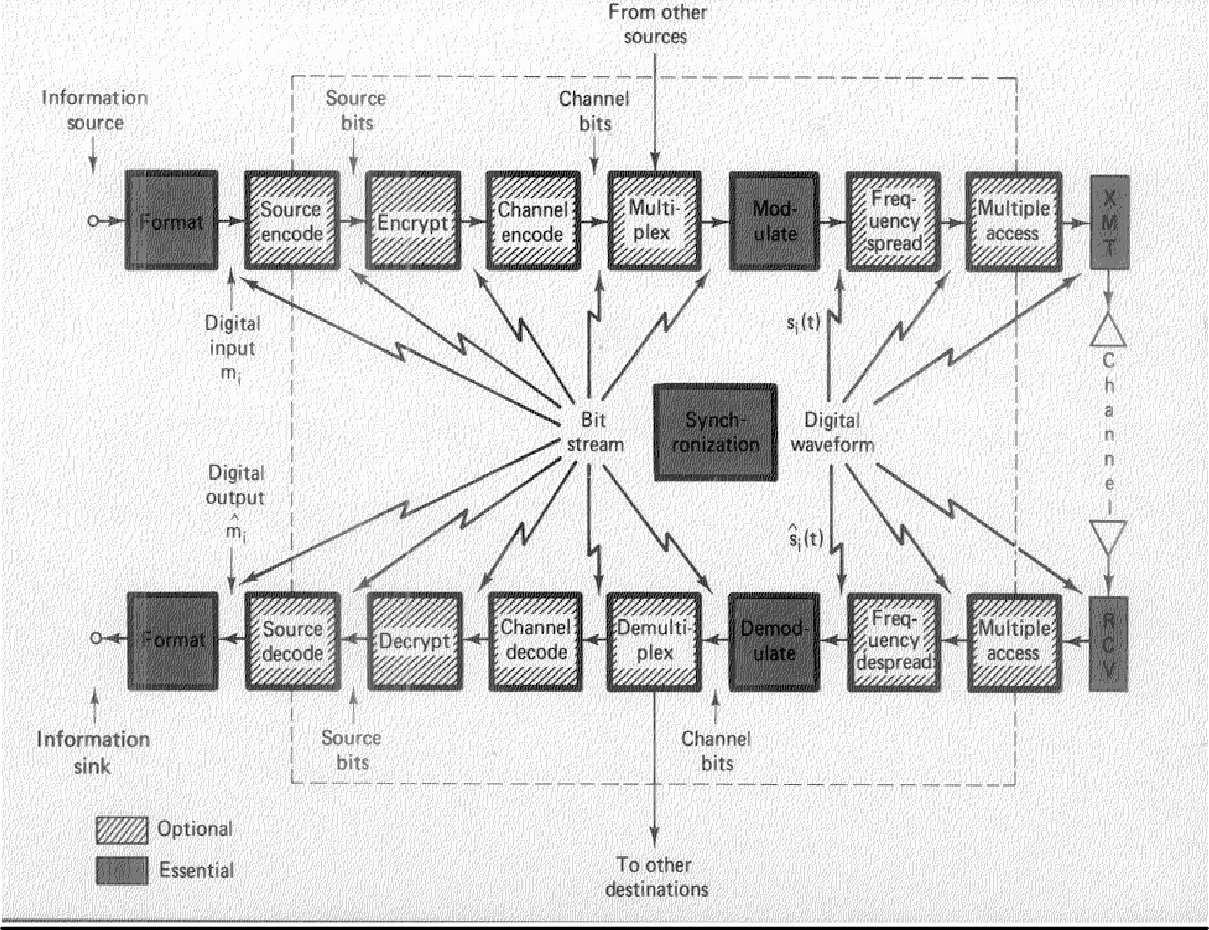 From other
sources
Information
source
Source
bits
Channel
bits
Format
Source
encode
Encrypt
Channel
encode
Multi-
plex
Mod-
ulate
Freq-
uency
spread
Multiple
access
X
M
T
Digital
input
mᵢ
sᵢ(t)
Bit
stream
Synch-
ronization
Digital
waveform
C
h
a
n
n
e
l
Digital
output
m̂ᵢ
ŝᵢ(t)
Format
Source
decode
Decrypt
Channel
decode
Demulti-
plex
Demod-
ulate
Freq-
uency
despread
Multiple
access
R
C
V
Information
sink
Source
bits
Channel
bits
Optional
Essential
To other
destinations